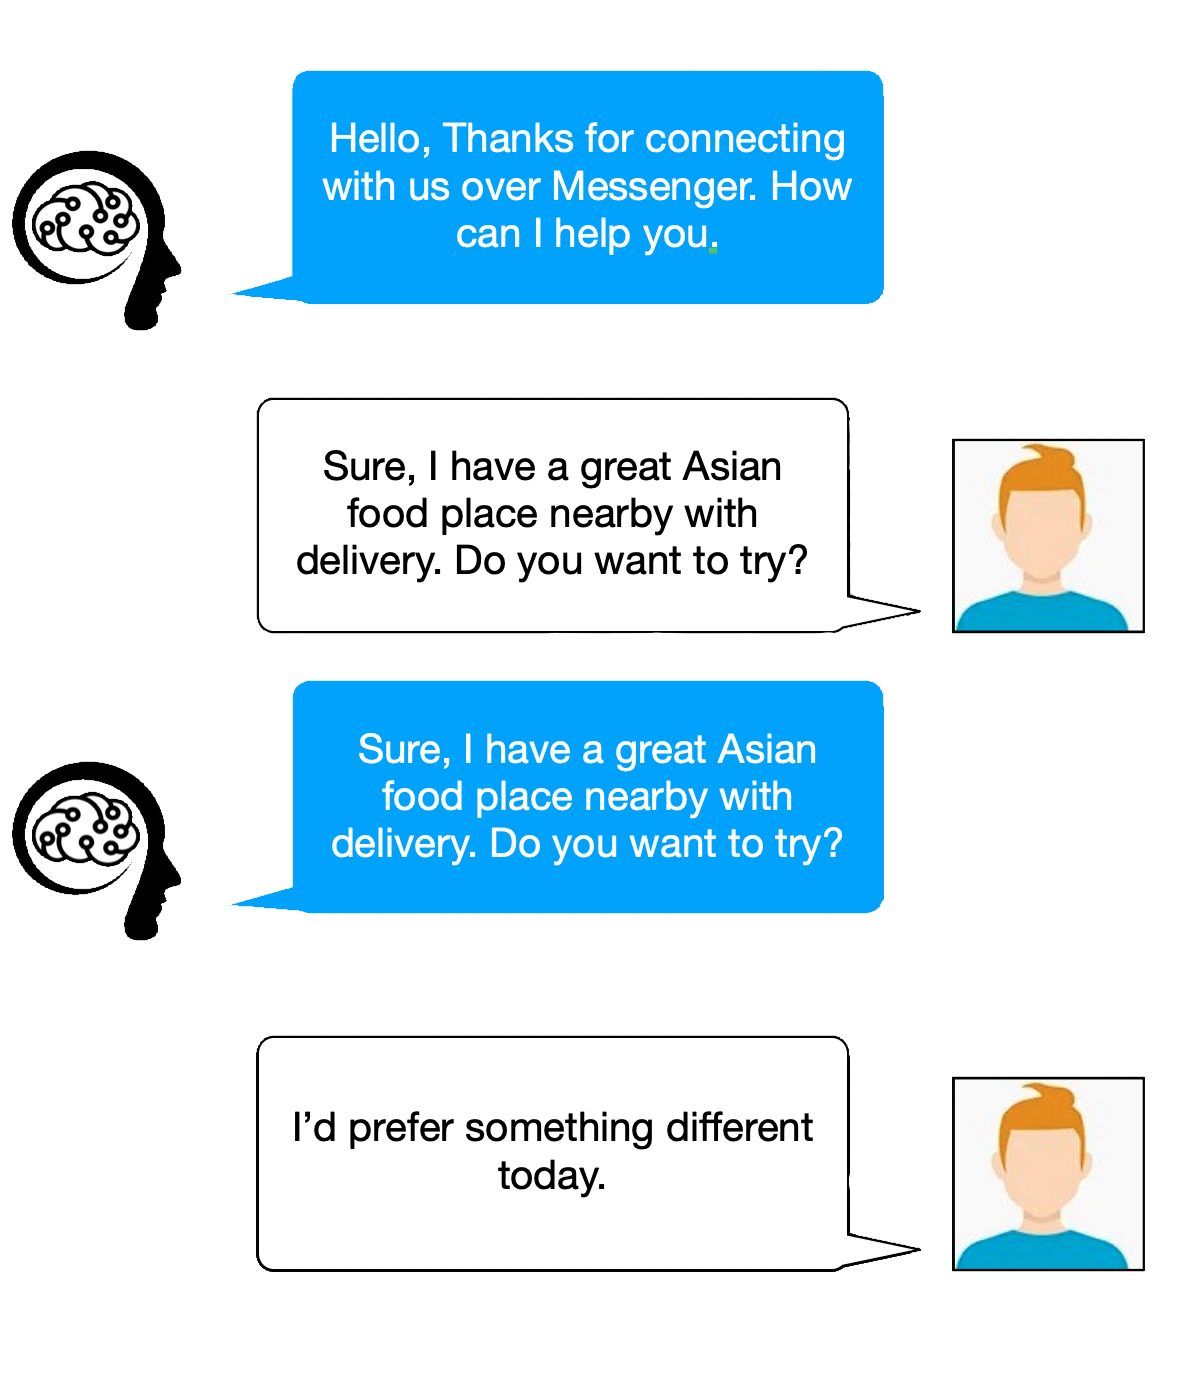 Hello, Thanks for connecting
with us over Messenger. How
can I help you.
Sure, I have a great Asian
food place nearby with
delivery. Do you want to try?
Sure, I have a great Asian
food place nearby with
delivery. Do you want to try?
I’d prefer something different
today.